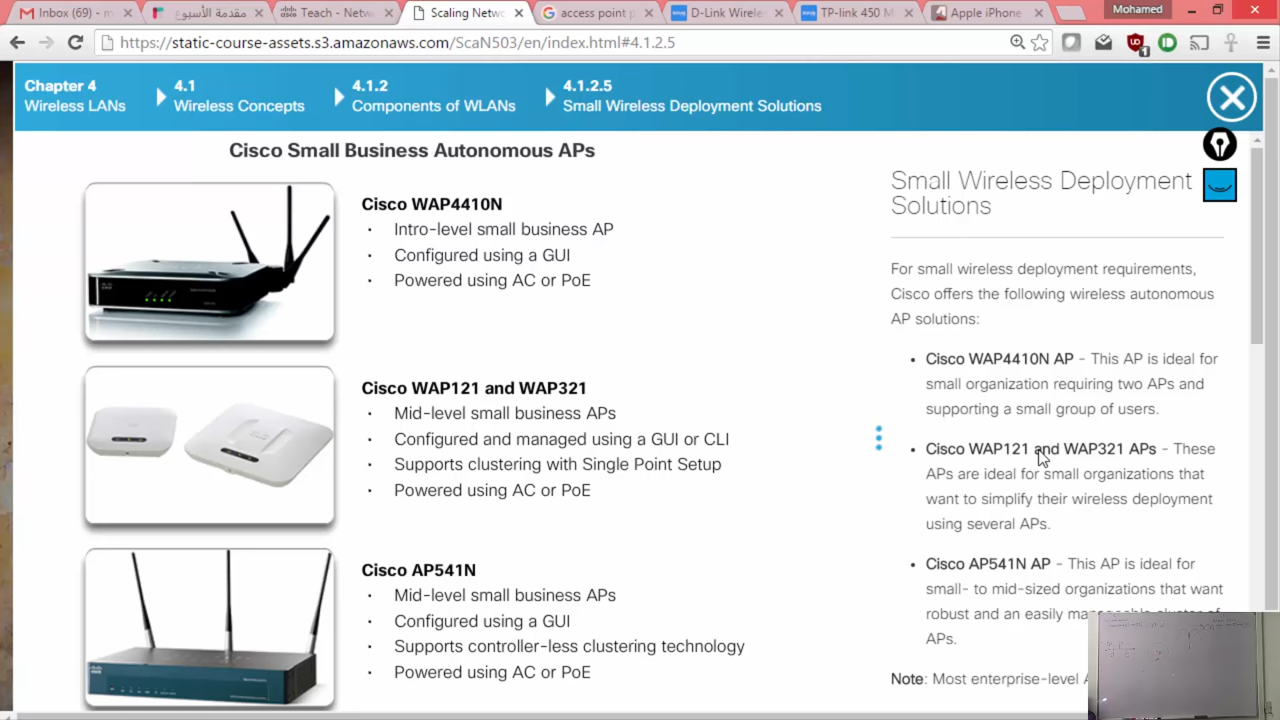 Inbox (69) - m
مقدمة الأسبوع
Teach - Netw
Scaling Netw
access point p
D-Link Wirele
TP-link 450 M
Apple iPhone
Mohamed
https://static-course-assets.s3.amazonaws.com/ScaN503/en/index.html#4.1.2.5
Chapter 4
Wireless LANs
4.1
Wireless Concepts
4.1.2
Components of WLANs
4.1.2.5
Small Wireless Deployment Solutions
Cisco Small Business Autonomous APs
Cisco WAP4410N
· Intro-level small business AP
· Configured using a GUI
· Powered using AC or PoE
Cisco WAP121 and WAP321
· Mid-level small business APs
· Configured and managed using a GUI or CLI
· Supports clustering with Single Point Setup
· Powered using AC or PoE
Cisco AP541N
· Mid-level small business APs
· Configured using a GUI
· Supports controller-less clustering technology
· Powered using AC or PoE
Small Wireless Deployment
Solutions
For small wireless deployment requirements,
Cisco offers the following wireless autonomous
AP solutions:
• Cisco WAP4410N AP - This AP is ideal for
small organization requiring two APs and
supporting a small group of users.
• Cisco WAP121 and WAP321 APs - These
APs are ideal for small organizations that
want to simplify their wireless deployment
using several APs.
• Cisco AP541N AP - This AP is ideal for
small- to mid-sized organizations that want
robust and an easily cluster of
APs.
Note: Most enterprise-level